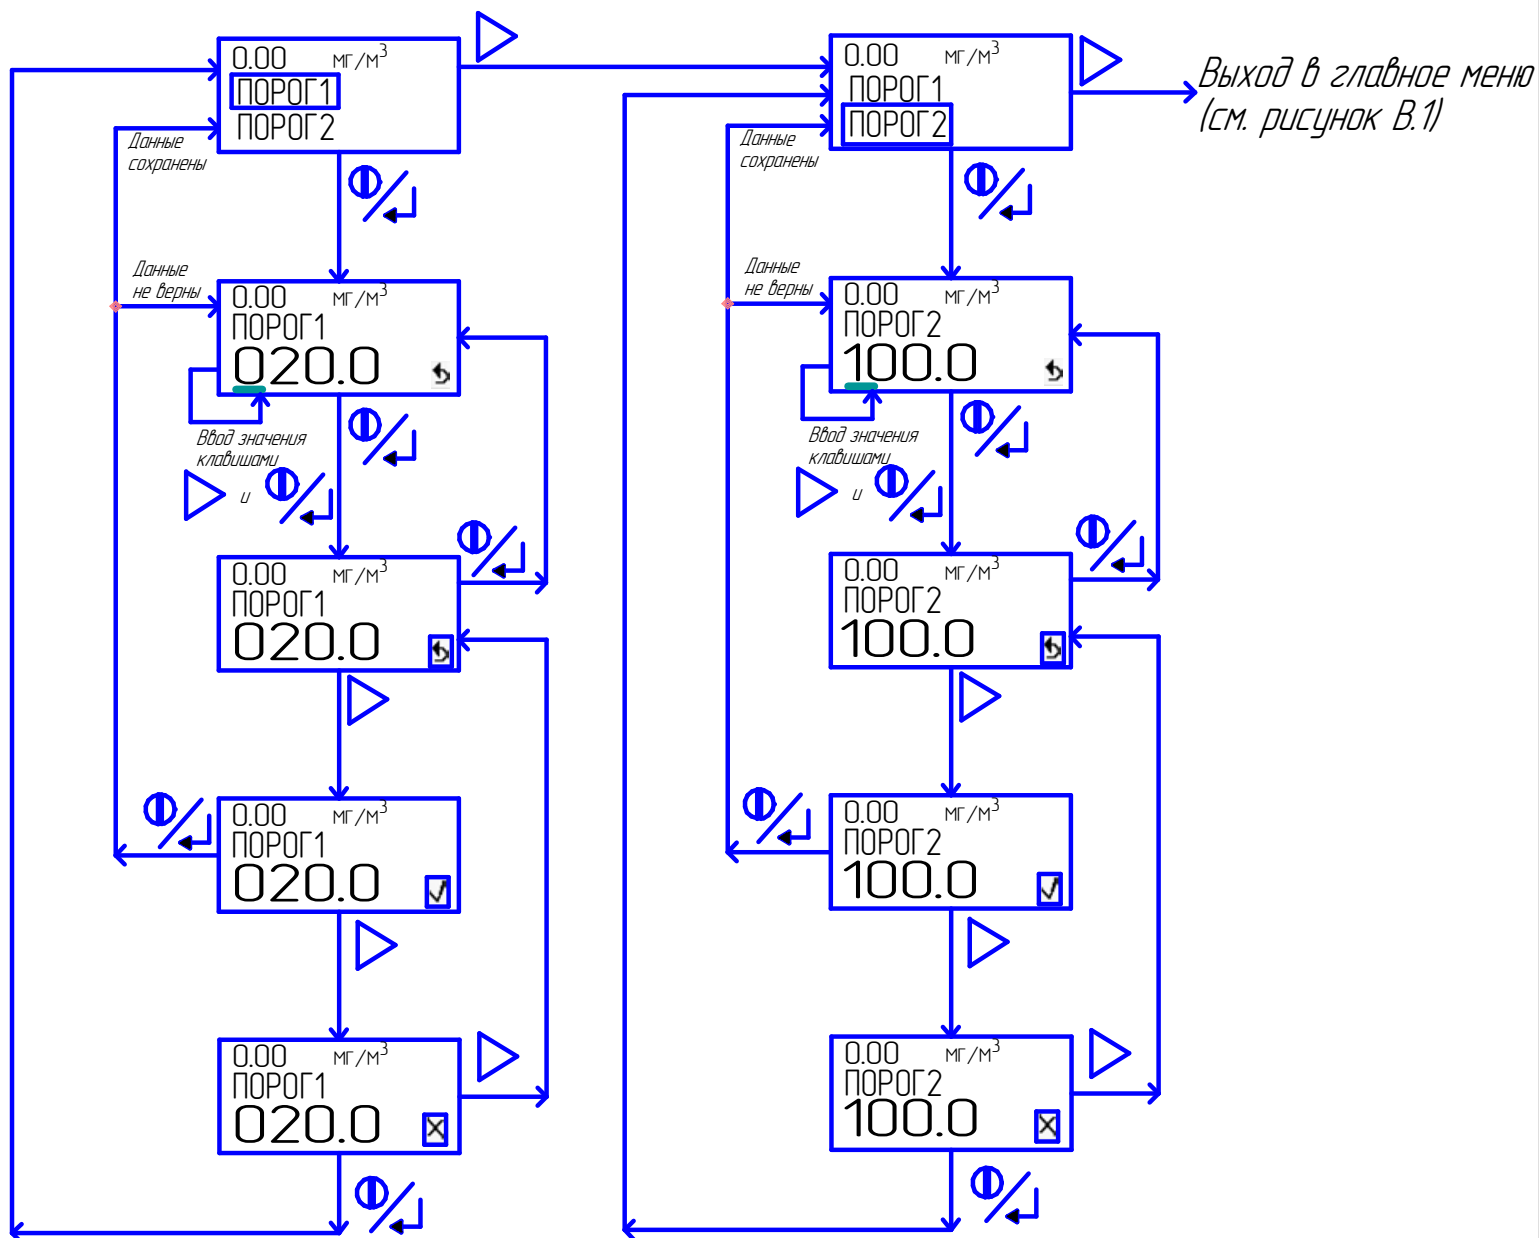 0.00 мг/м³
ПОРОГ1
ПОРОГ2
Данные
сохранены
Данные
не верны
0.00 мг/м³
ПОРОГ1
020.0
Ввод значения
клавишами
и
0.00 мг/м³
ПОРОГ1
020.0
0.00 мг/м³
ПОРОГ1
020.0
0.00 мг/м³
ПОРОГ1
020.0
0.00 мг/м³
ПОРОГ1
ПОРОГ2
Данные
сохранены
Данные
не верны
0.00 мг/м³
ПОРОГ2
100.0
Ввод значения
клавишами
и
0.00 мг/м³
ПОРОГ2
100.0
0.00 мг/м³
ПОРОГ2
100.0
0.00 мг/м³
ПОРОГ2
100.0
Выход в главное меню
(см. рисунок В.1)